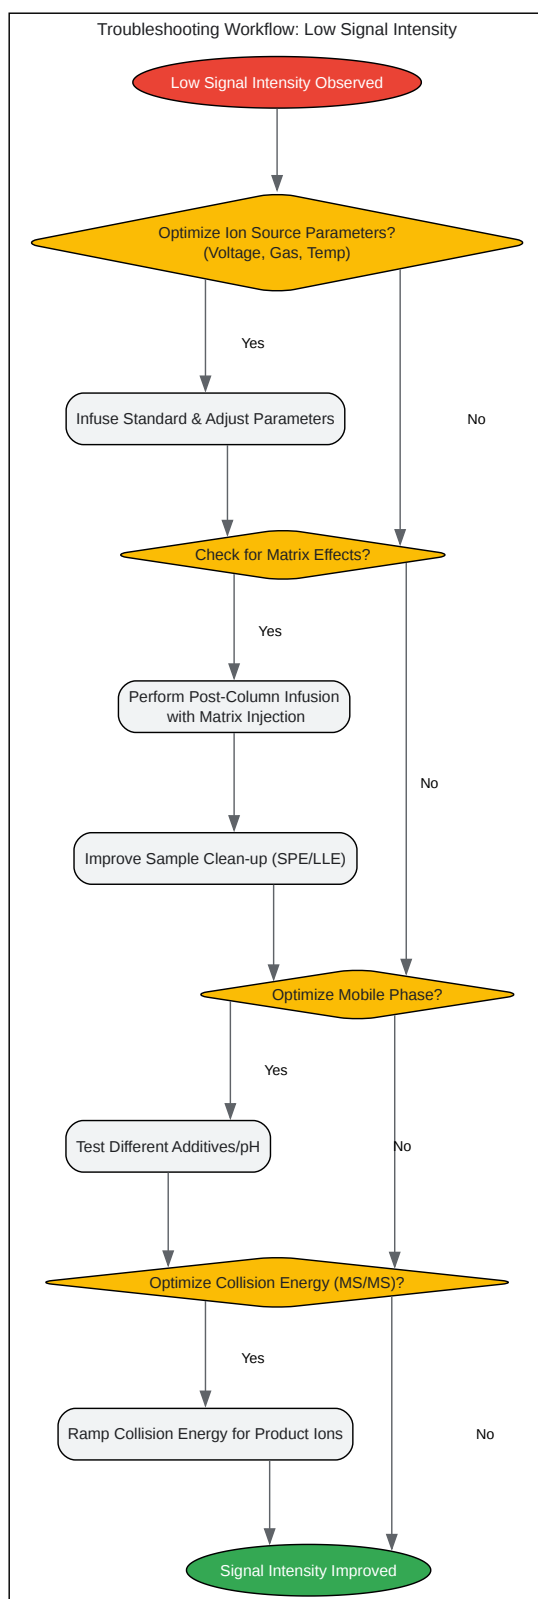 Troubleshooting Workflow: Low Signal Intensity
Low Signal Intensity Observed
Optimize Ion Source Parameters?
(Voltage, Gas, Temp)
Yes
Infuse Standard & Adjust Parameters
No
Check for Matrix Effects?
Yes
Perform Post-Column Infusion
with Matrix Injection
No
Improve Sample Clean-up (SPE/LLE)
Optimize Mobile Phase?
Yes
Test Different Additives/pH
No
Optimize Collision Energy (MS/MS)?
Yes
Ramp Collision Energy for Product Ions
No
Signal Intensity Improved